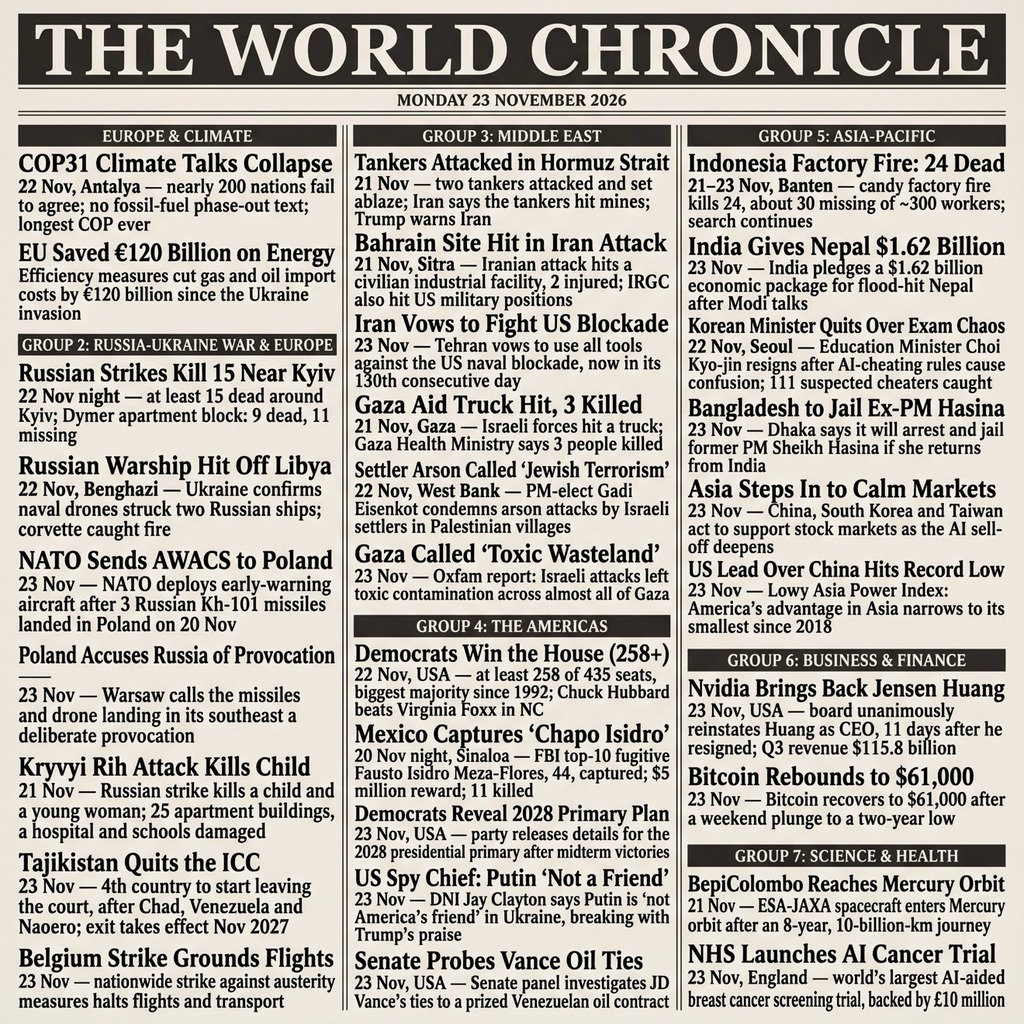 THE WORLD CHRONICLE
MONDAY 23 NOVEMBER 2026
EUROPE & CLIMATE
COP31 Climate Talks Collapse
22 Nov, Antalya — nearly 200 nations fail
to agree; no fossil-fuel phase-out text;
longest COP ever
EU Saved €120 Billion on Energy
Efficiency measures cut gas and oil import
costs by €120 billion since the Ukraine
invasion
GROUP 2: RUSSIA-UKRAINE WAR & EUROPE
Russian Strikes Kill 15 Near Kyiv
22 Nov night — at least 15 dead around
Kyiv; Dymer apartment block: 9 dead, 11
missing
Russian Warship Hit Off Libya
22 Nov, Benghazi — Ukraine confirms
naval drones struck two Russian ships;
corvette caught fire
NATO Sends AWACS to Poland
23 Nov — NATO deploys early-warning
aircraft after 3 Russian Kh-101 missiles
landed in Poland on 20 Nov
Poland Accuses Russia of Provocation
—
23 Nov — Warsaw calls the missiles
and drone landing in its southeast a
deliberate provocation
Kryvyi Rih Attack Kills Child
21 Nov — Russian strike kills a child and
a young woman; 25 apartment buildings,
a hospital and schools damaged
Tajikistan Quits the ICC
23 Nov — 4th country to start leaving
the court, after Chad, Venezuela and
Naoero; exit takes effect Nov 2027
Belgium Strike Grounds Flights
23 Nov — nationwide strike against austerity
measures halts flights and transport
GROUP 3: MIDDLE EAST
Tankers Attacked in Hormuz Strait
21 Nov — two tankers attacked and set
ablaze; Iran says the tankers hit mines;
Trump warns Iran
Bahrain Site Hit in Iran Attack
21 Nov, Sitra — Iranian attack hits a
civilian industrial facility, 2 injured; IRGC
also hit US military positions
Iran Vows to Fight US Blockade
23 Nov — Tehran vows to use all tools
against the US naval blockade, now in its
130th consecutive day
Gaza Aid Truck Hit, 3 Killed
21 Nov, Gaza — Israeli forces hit a truck;
Gaza Health Ministry says 3 people killed
Settler Arson Called ‘Jewish Terrorism’
22 Nov, West Bank — PM-elect Gadi
Eisenkot condemns arson attacks by Israeli
settlers in Palestinian villages
Gaza Called ‘Toxic Wasteland’
23 Nov — Oxfam report: Israeli attacks left
toxic contamination across almost all of Gaza
GROUP 4: THE AMERICAS
Democrats Win the House (258+)
22 Nov, USA — at least 258 of 435 seats,
biggest majority since 1992; Chuck Hubbard
beats Virginia Foxx in NC
Mexico Captures ‘Chapo Isidro’
20 Nov night, Sinaloa — FBI top-10 fugitive
Fausto Isidro Meza-Flores, 44, captured; $5
million reward; 11 killed
Democrats Reveal 2028 Primary Plan
23 Nov, USA — party releases details for the
2028 presidential primary after midterm victories
US Spy Chief: Putin ‘Not a Friend’
23 Nov — DNI Jay Clayton says Putin is ‘not
America’s friend’ in Ukraine, breaking with
Trump’s praise
Senate Probes Vance Oil Ties
23 Nov, USA — Senate panel investigates JD
Vance’s ties to a prized Venezuelan oil contract
GROUP 5: ASIA-PACIFIC
Indonesia Factory Fire: 24 Dead
21–23 Nov, Banten — candy factory fire
kills 24, about 30 missing of ~300 workers;
search continues
India Gives Nepal $1.62 Billion
23 Nov — India pledges a $1.62 billion
economic package for flood-hit Nepal
after Modi talks
Korean Minister Quits Over Exam Chaos
22 Nov, Seoul — Education Minister Choi
Kyo-jin resigns after AI-cheating rules cause
confusion; 111 suspected cheaters caught
Bangladesh to Jail Ex-PM Hasina
23 Nov — Dhaka says it will arrest and jail
former PM Sheikh Hasina if she returns
from India
Asia Steps In to Calm Markets
23 Nov — China, South Korea and Taiwan
act to support stock markets as the AI sell-
off deepens
US Lead Over China Hits Record Low
23 Nov — Lowy Asia Power Index:
America’s advantage in Asia narrows to its
smallest since 2018
GROUP 6: BUSINESS & FINANCE
Nvidia Brings Back Jensen Huang
23 Nov, USA — board unanimously
reinstates Huang as CEO, 11 days after he
resigned; Q3 revenue $115.8 billion
Bitcoin Rebounds to $61,000
23 Nov — Bitcoin recovers to $61,000 after
a weekend plunge to a two-year low
GROUP 7: SCIENCE & HEALTH
BepiColombo Reaches Mercury Orbit
21 Nov — ESA-JAXA spacecraft enters Mercury
orbit after an 8-year, 10-billion-km journey
NHS Launches AI Cancer Trial
23 Nov, England — world’s largest AI-aided
breast cancer screening trial, backed by £10 million